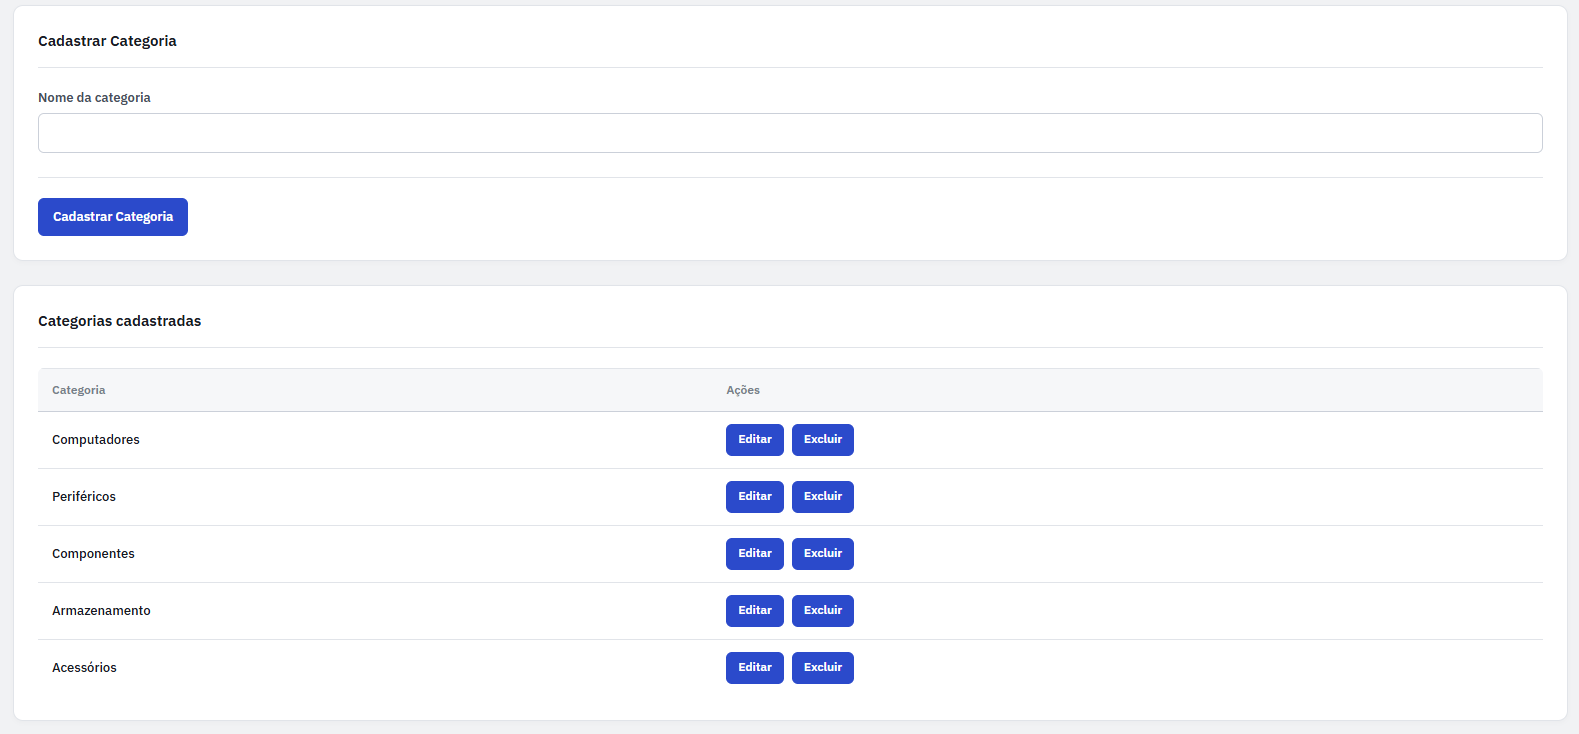 Cadastrar Categoria
Nome da categoria
Cadastrar Categoria
Categorias cadastradas
Categoria Ações
Computadores Editar Excluir
Periféricos Editar Excluir
Componentes Editar Excluir
Armazenamento Editar Excluir
Acessórios Editar Excluir